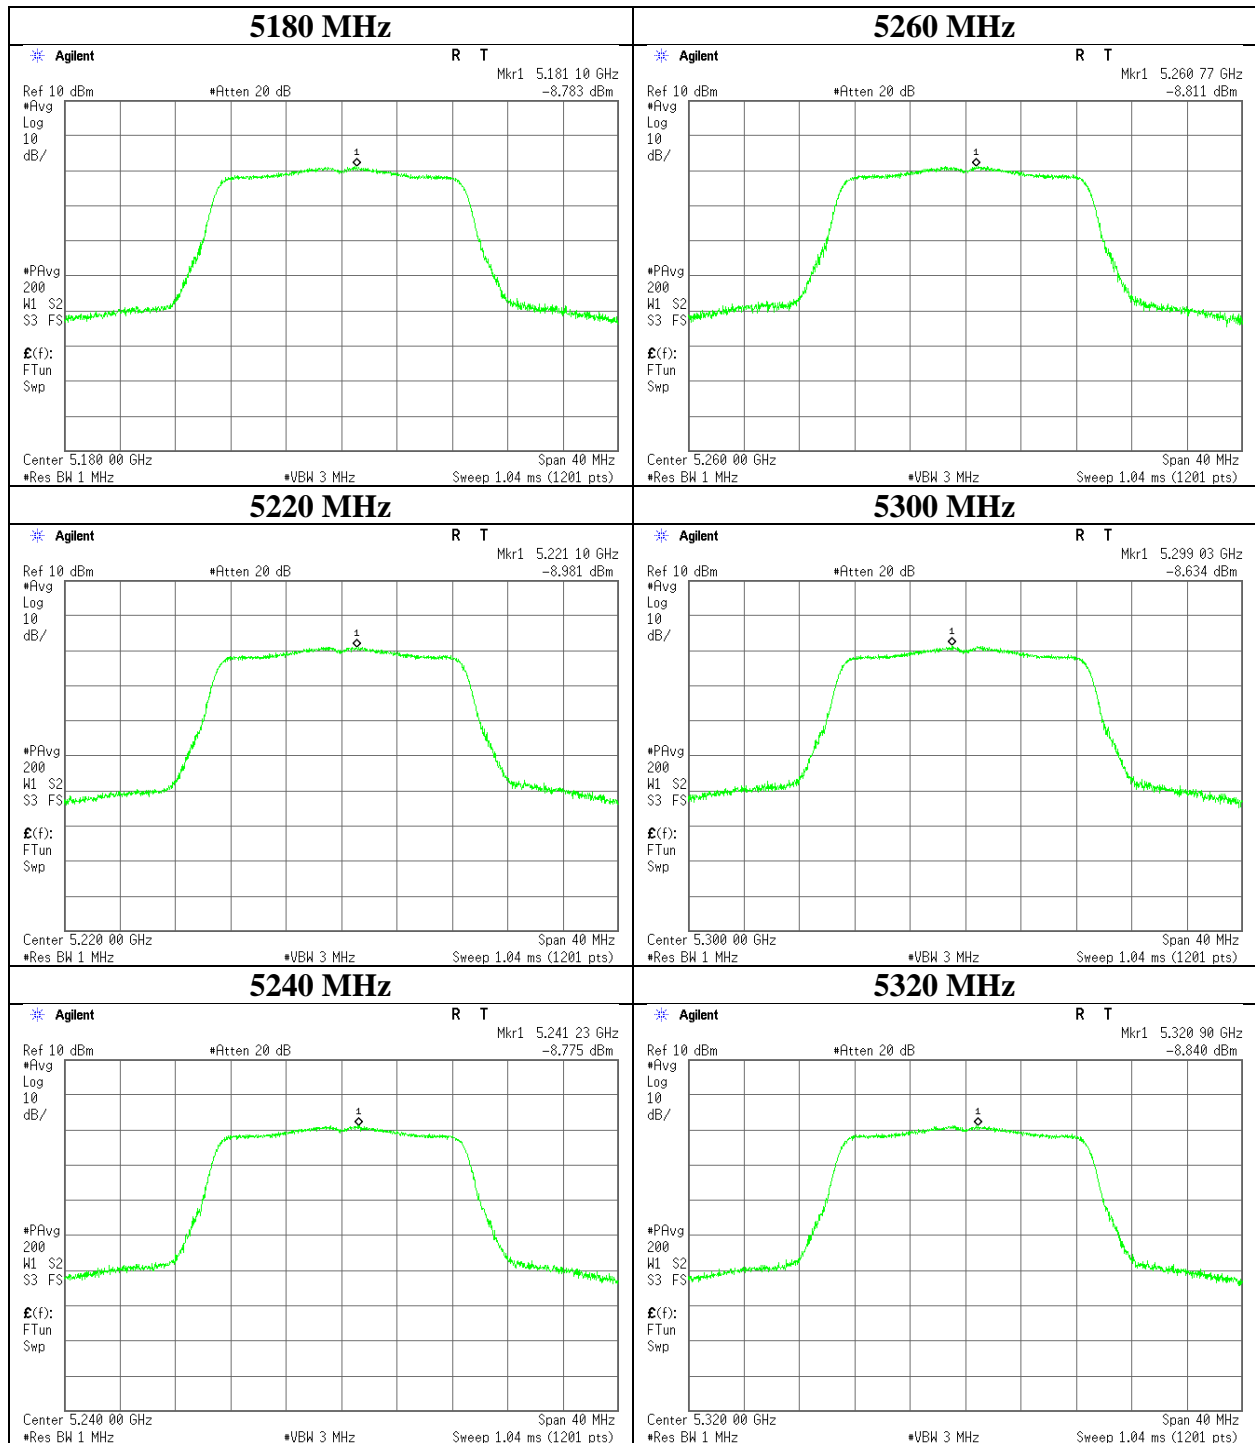 5180 MHz
Agilent R T
Mkr1 5.181 10 GHz
Ref 10 dBm #Atten 20 dB -8.783 dBm
#Avg
Log
10
dB/
1
#PAvg
200
W1 S2
S3 FS
£(f):
FTun
Swp
Center 5.180 00 GHz Span 40 MHz
#Res BW 1 MHz #VBW 3 MHz Sweep 1.04 ms (1201 pts)
5260 MHz
Agilent R T
Mkr1 5.260 77 GHz
Ref 10 dBm #Atten 20 dB -8.811 dBm
#Avg
Log
10
dB/
1
#PAvg
200
W1 S2
S3 FS
£(f):
FTun
Swp
Center 5.260 00 GHz Span 40 MHz
#Res BW 1 MHz #VBW 3 MHz Sweep 1.04 ms (1201 pts)
5220 MHz
Agilent R T
Mkr1 5.221 10 GHz
Ref 10 dBm #Atten 20 dB -8.981 dBm
#Avg
Log
10
dB/
1
#PAvg
200
W1 S2
S3 FS
£(f):
FTun
Swp
Center 5.220 00 GHz Span 40 MHz
#Res BW 1 MHz #VBW 3 MHz Sweep 1.04 ms (1201 pts)
5300 MHz
Agilent R T
Mkr1 5.299 03 GHz
Ref 10 dBm #Atten 20 dB -8.634 dBm
#Avg
Log
10
dB/
1
#PAvg
200
W1 S2
S3 FS
£(f):
FTun
Swp
Center 5.300 00 GHz Span 40 MHz
#Res BW 1 MHz #VBW 3 MHz Sweep 1.04 ms (1201 pts)
5240 MHz
Agilent R T
Mkr1 5.241 23 GHz
Ref 10 dBm #Atten 20 dB -8.775 dBm
#Avg
Log
10
dB/
1
#PAvg
200
W1 S2
S3 FS
£(f):
FTun
Swp
Center 5.240 00 GHz Span 40 MHz
#Res BW 1 MHz #VBW 3 MHz Sweep 1.04 ms (1201 pts)
5320 MHz
Agilent R T
Mkr1 5.320 90 GHz
Ref 10 dBm #Atten 20 dB -8.840 dBm
#Avg
Log
10
dB/
1
#PAvg
200
W1 S2
S3 FS
£(f):
FTun
Swp
Center 5.320 00 GHz Span 40 MHz
#Res BW 1 MHz #VBW 3 MHz Sweep 1.04 ms (1201 pts)